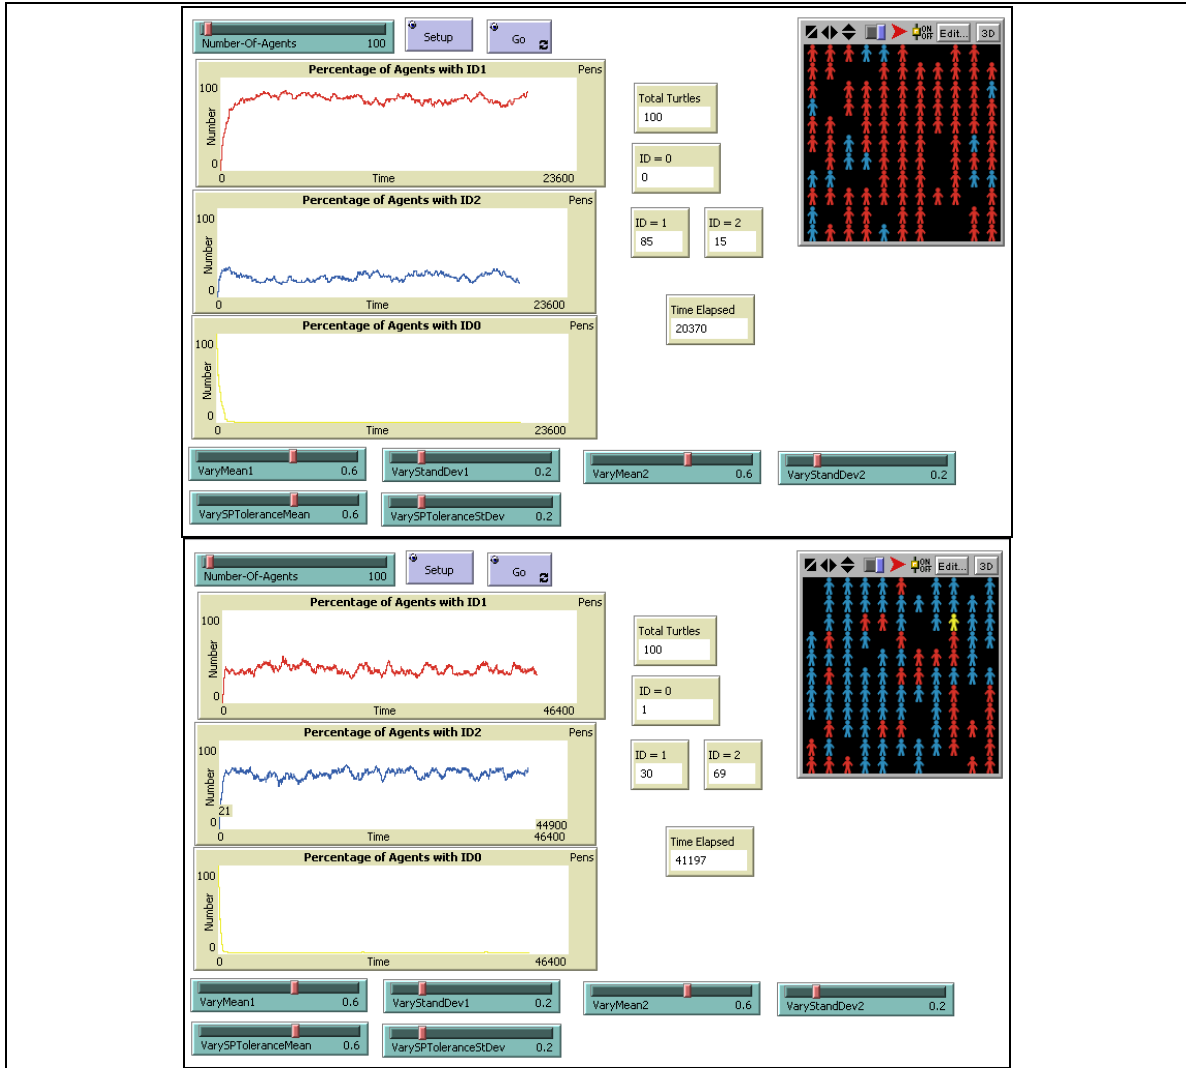 Number-Of-Agents 100
Setup
Go
Edit...
3D
ON
OFF
Percentage of Agents with ID1
Pens
100
Number
0
0
Time
23600
Total Turtles
100
ID = 0
0
Percentage of Agents with ID2
Pens
100
Number
0
0
Time
23600
ID = 1
85
ID = 2
15
Time Elapsed
20370
Percentage of Agents with ID0
Pens
100
Number
0
0
Time
23600
VaryMean1 0.6
VaryStandDev1 0.2
VaryMean2 0.6
VaryStandDev2 0.2
VarySPToleranceMean 0.6
VarySPToleranceStDev 0.2
Number-Of-Agents 100
Setup
Go
Edit...
3D
ON
OFF
Percentage of Agents with ID1
Pens
100
Number
0
0
Time
46400
Total Turtles
100
ID = 0
1
Percentage of Agents with ID2
Pens
100
Number
21
0
0
Time
44900
46400
ID = 1
30
ID = 2
69
Time Elapsed
41197
Percentage of Agents with ID0
Pens
100
Number
0
0
Time
46400
VaryMean1 0.6
VaryStandDev1 0.2
VaryMean2 0.6
VaryStandDev2 0.2
VarySPToleranceMean 0.6
VarySPToleranceStDev 0.2